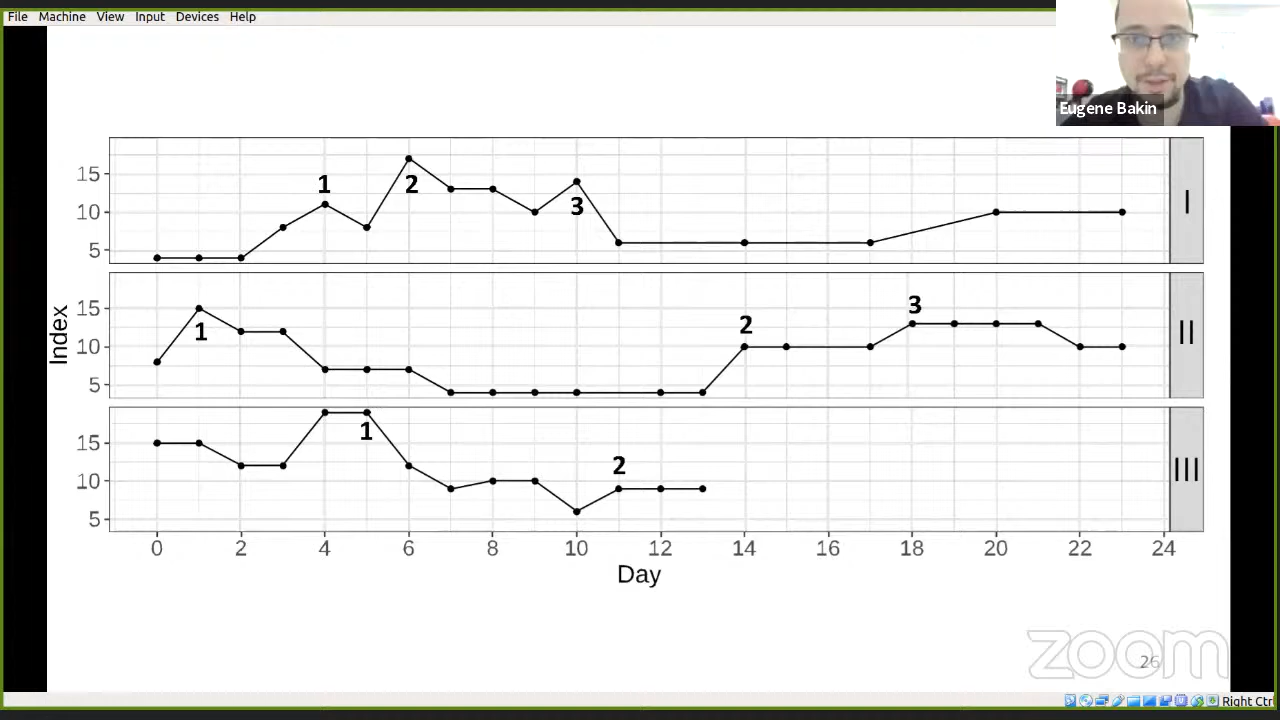 File Machine View Input Devices Help
Eugene Bakin
15
10
5
1
2
3
I
Index
15
10
5
1
2
3
II
15
10
5
1
2
III
0 2 4 6 8 10 12 14 16 18 20 22 24
Day
zoom
26
Right Ctrl